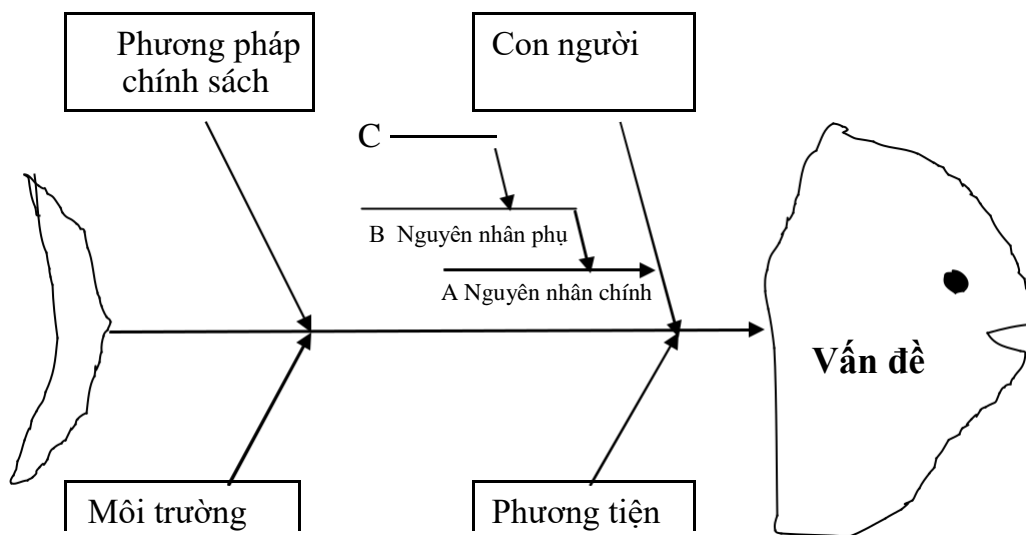 Phương pháp
chính sách
Con người
C
B Nguyên nhân phụ
A Nguyên nhân chính
Vấn đề
Môi trường
Phương tiện